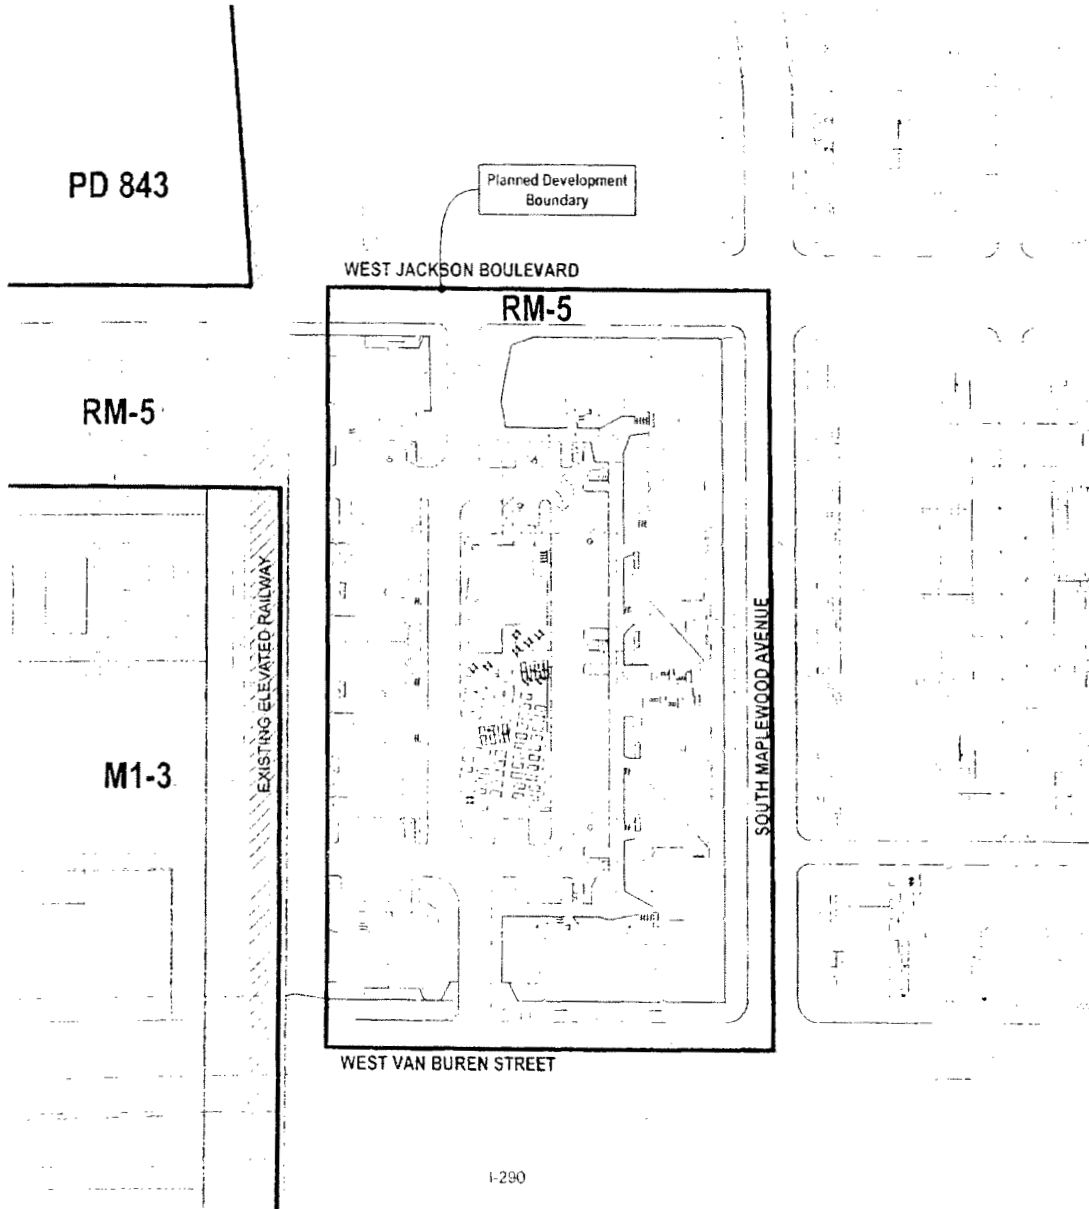 PD 843
Planned Development
Boundary
WEST JACKSON BOULEVARD
RM-5
RM-5
EXISTING ELEVATED RAILWAY
SOUTH MAPLEWOOD AVENUE
M1-3
WEST VAN BUREN STREET
I-290